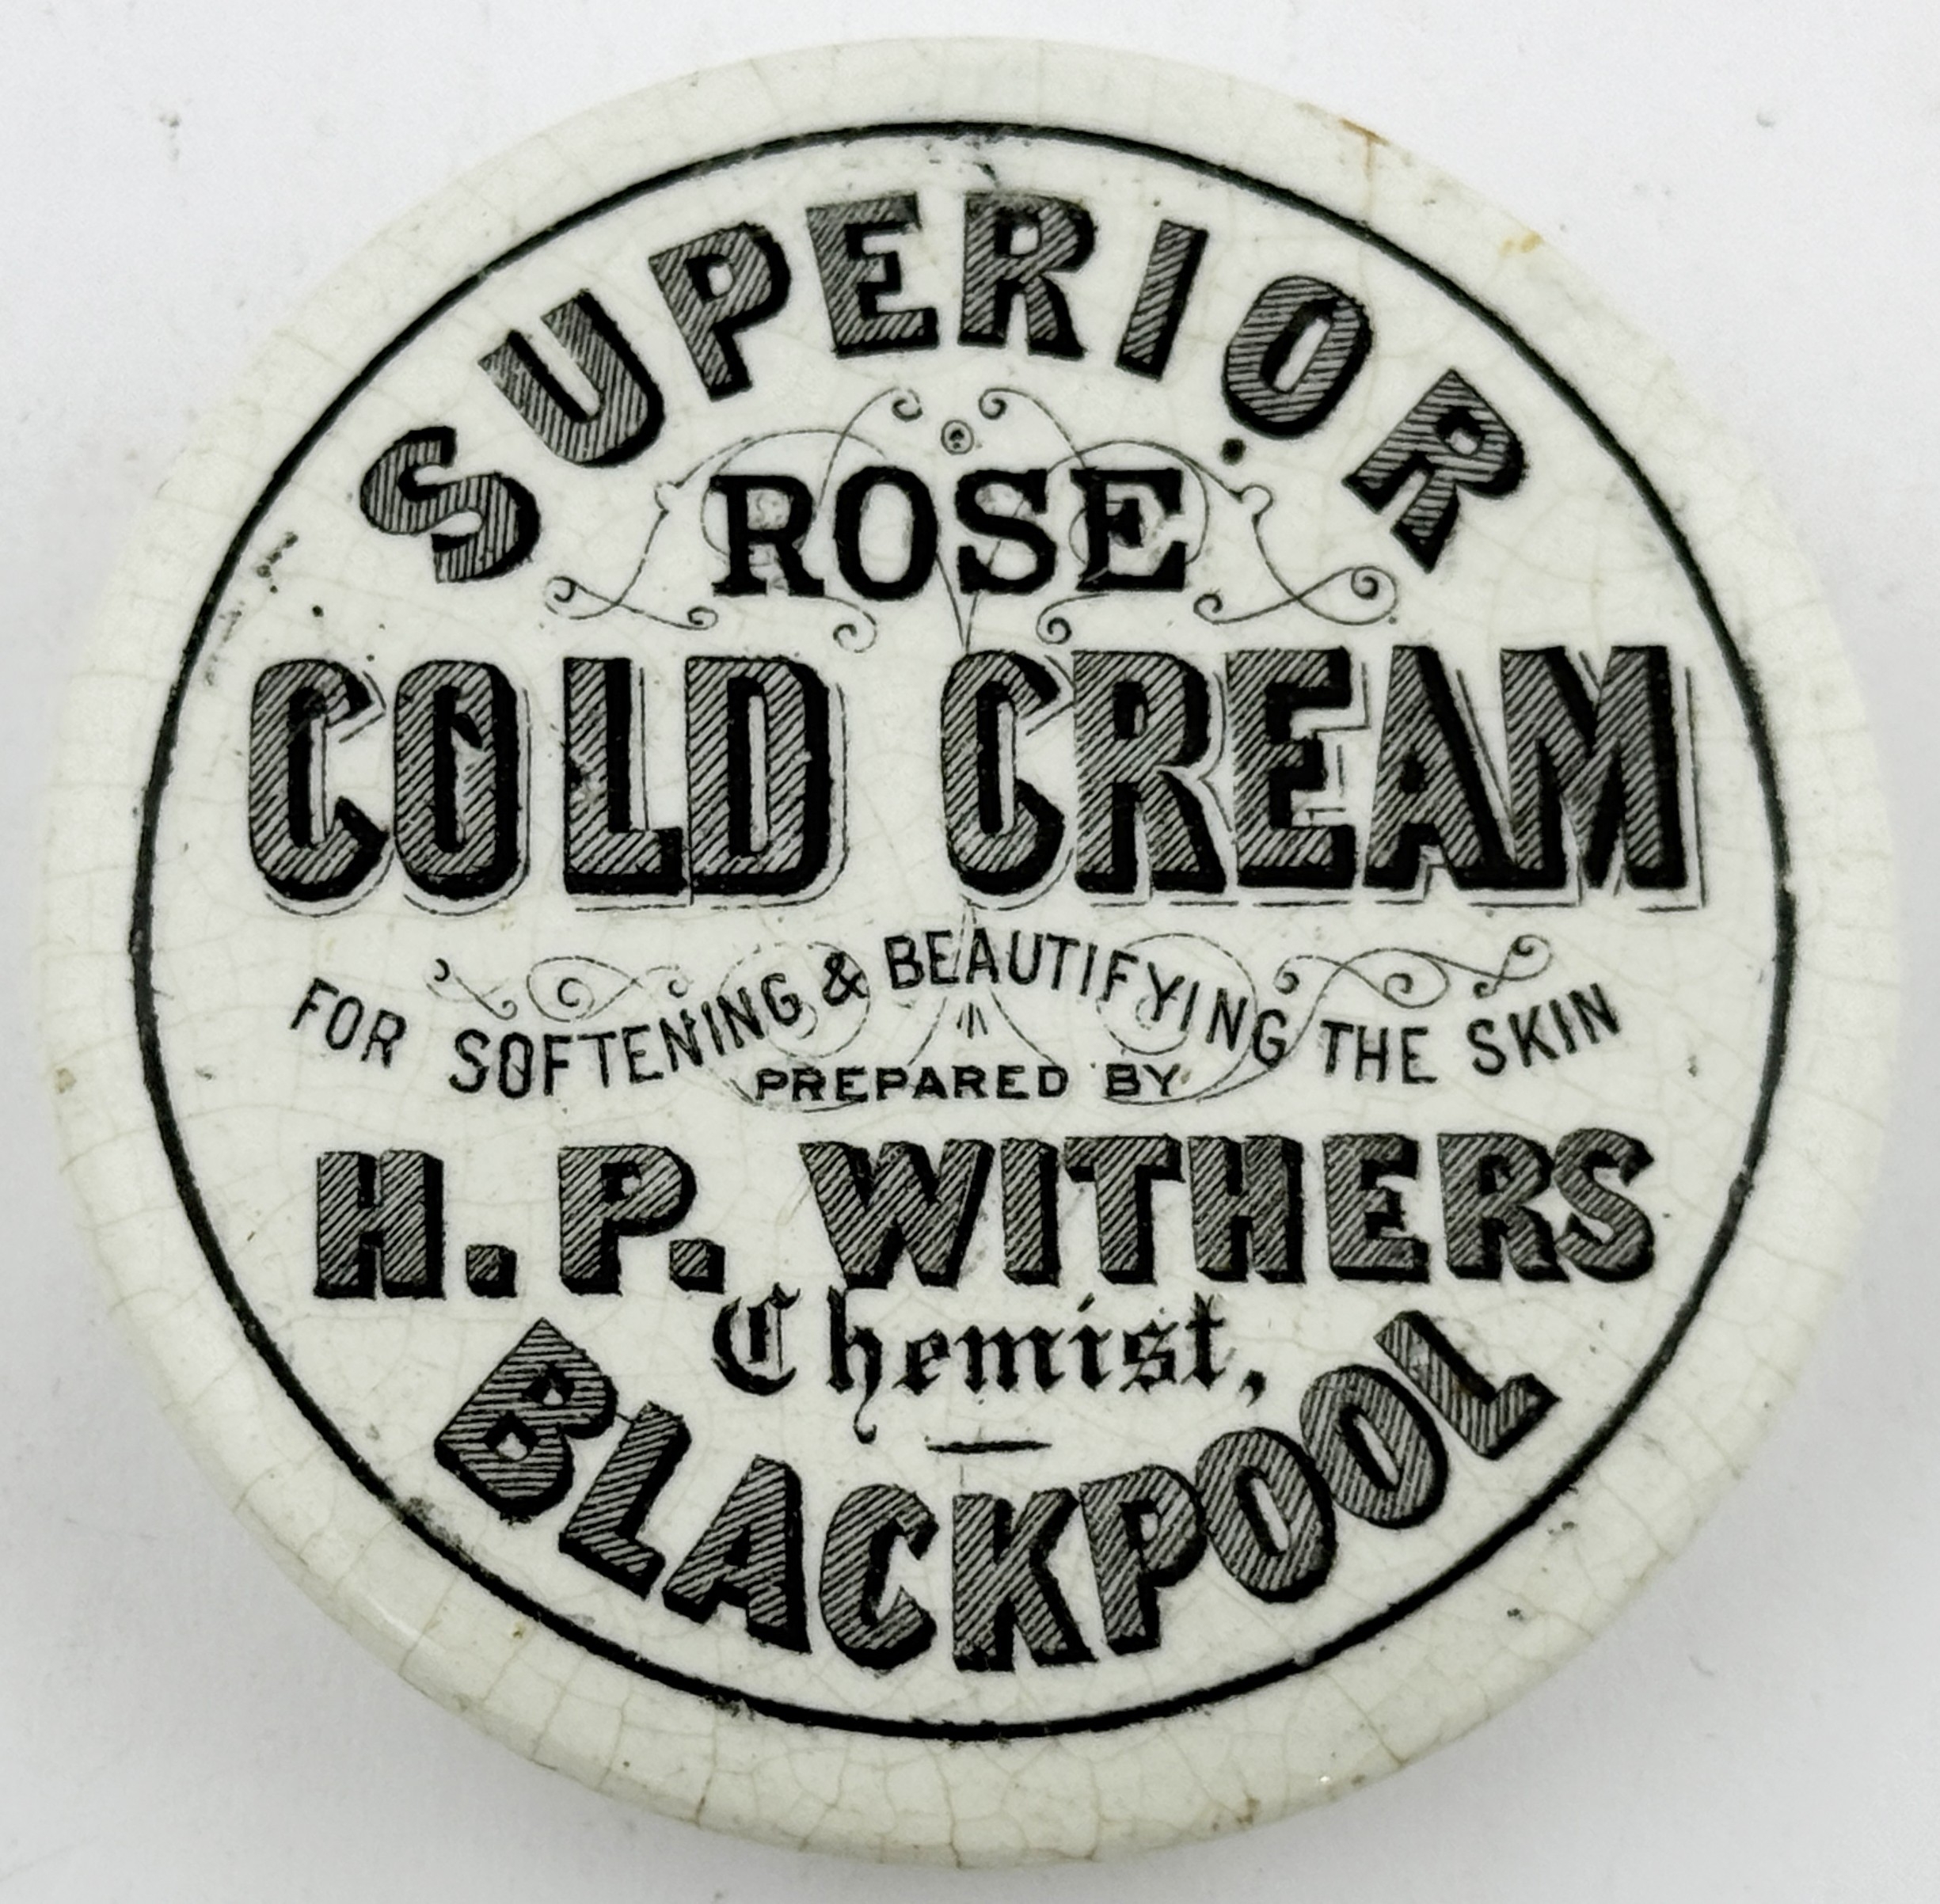 SUPERIOR
ROSE
COLD CREAM
FOR SOFTENING & BEAUTIFYING THE SKIN
PREPARED BY
H. P. WITHERS
Chemist,
BLACKPOOL